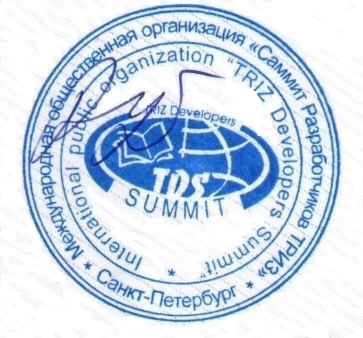 Международная общественная организация «Саммит Разработчиков ТРИЗ»
* Санкт-Петербург *
International public organization "TRIZ Developers Summit" *
TRIZ Developers
TDS
SUMMIT